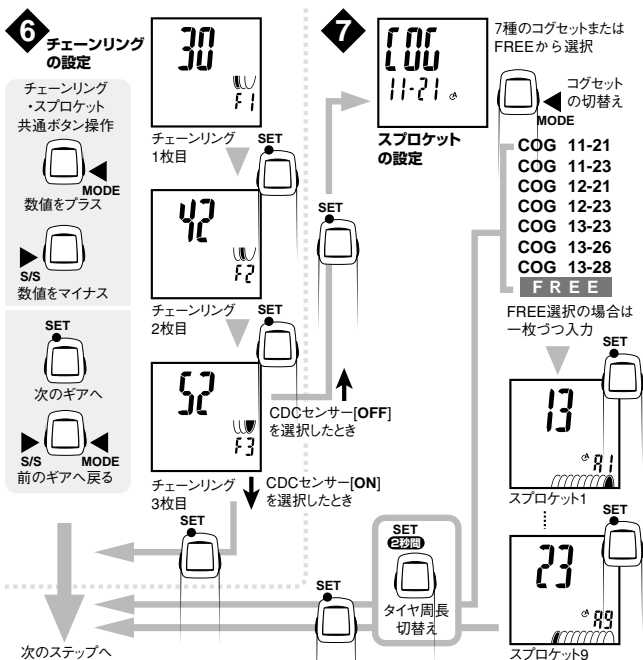 6
チェーンリング
の設定
チェーンリング
・スプロケット
共通ボタン操作
MODE
数値をプラス
S/S
数値をマイナス
SET
次のギアへ
S/S MODE
前のギアへ戻る
30
F1
チェーンリング
1枚目
SET
42
F2
チェーンリング
2枚目
SET
52
F3
チェーンリング
3枚目
CDCセンサー[OFF]
を選択したとき
CDCセンサー[ON]
を選択したとき
SET
次のステップへ
SET
7
COG
11-21
スプロケット
の設定
7種のコグセットまたは
FREEから選択
コグセット
の切替え
MODE
COG 11-21
COG 11-23
COG 12-21
COG 12-23
COG 13-23
COG 13-26
COG 13-28
FREE
FREE選択の場合は
一枚づつ入力
SET
13
A1
スプロケット1
SET
23
A9
スプロケット9
SET
2秒間
タイヤ周長
切替え
SET